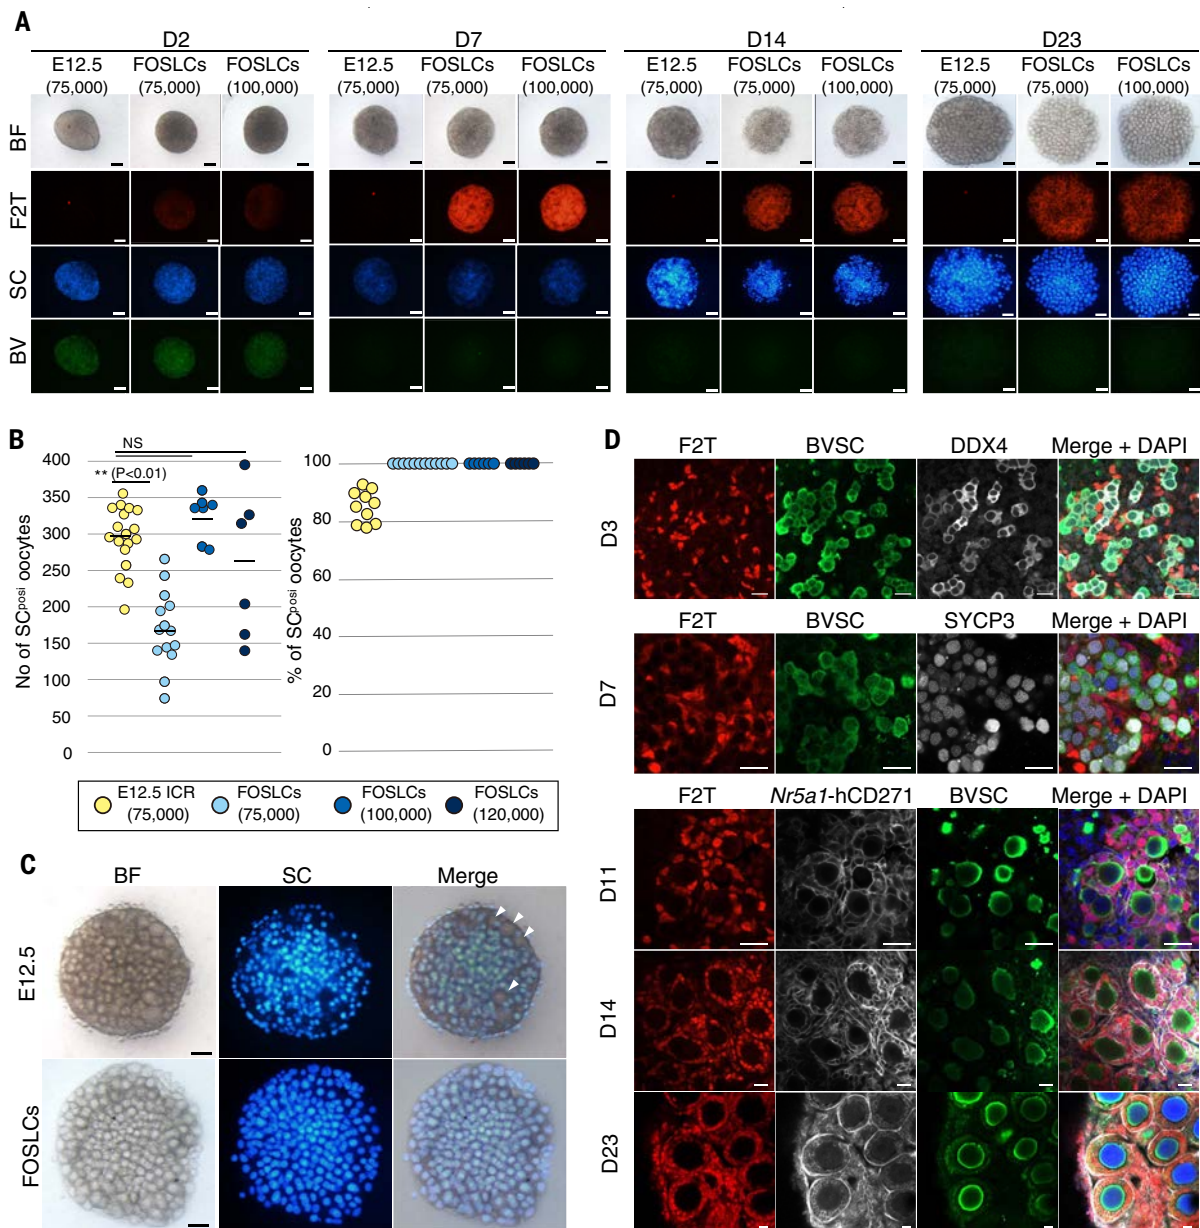 A
D2 D7 D14 D23
E12.5 FOSLCs FOSLCs E12.5 FOSLCs FOSLCs E12.5 FOSLCs FOSLCs E12.5 FOSLCs FOSLCs
(75,000) (75,000) (100,000) (75,000) (75,000) (100,000) (75,000) (75,000) (100,000) (75,000) (75,000) (100,000)
BF
F2T
SC
BV
B
NS
** (P<0.01)
No of SCposi oocytes
400
350
300
250
200
150
100
50
0
% of SCposi oocytes
100
80
60
40
20
0
E12.5 ICR FOSLCs FOSLCs FOSLCs
(75,000) (75,000) (100,000) (120,000)
C
BF SC Merge
E12.5
FOSLCs
D
F2T BVSC DDX4 Merge + DAPI
D3
F2T BVSC SYCP3 Merge + DAPI
D7
F2T Nr5a1-hCD271 BVSC Merge + DAPI
D11
D14
D23